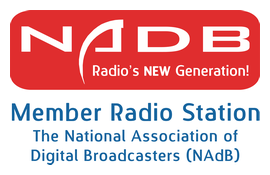 NADB
Radio's NEW Generation!
Member Radio Station
The National Association of
Digital Broadcasters (NAdB)